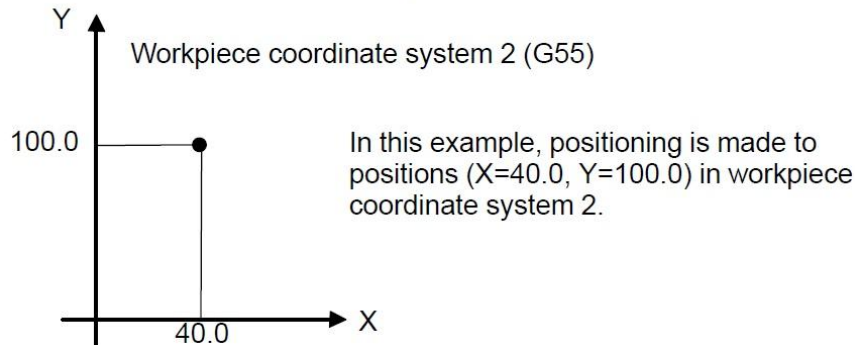 Y
Workpiece coordinate system 2 (G55)
100.0
In this example, positioning is made to
positions (X=40.0, Y=100.0) in workpiece
coordinate system 2.
X
40.0